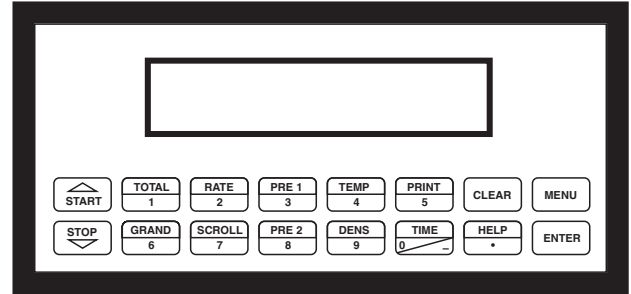 START
TOTAL 1
RATE 2
PRE 1 3
TEMP 4
PRINT 5
CLEAR
MENU
STOP
GRAND 6
SCROLL 7
PRE 2 8
DENS 9
TIME 0 –
HELP •
ENTER